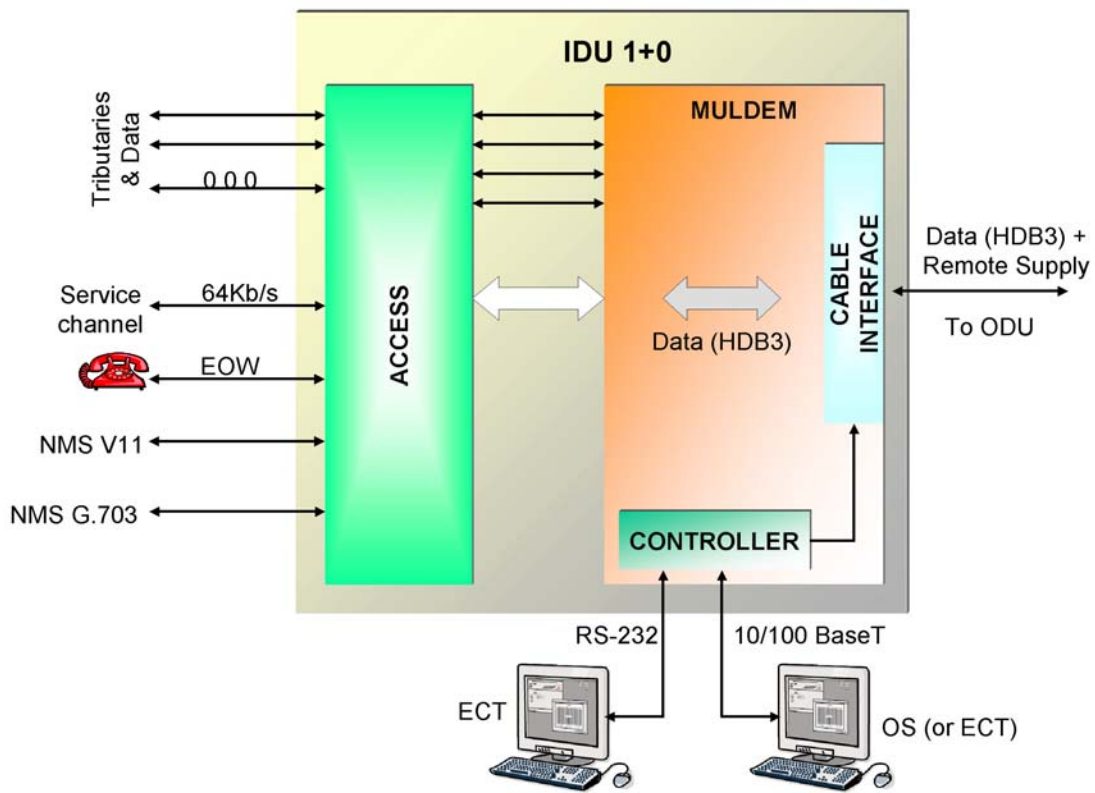 IDU 1+0
MULDEM
Tributaries
& Data
0 0 0
Service
channel
64Kb/s
EOW
NMS V11
NMS G.703
ACCESS
Data (HDB3)
CABLE
INTERFACE
Data (HDB3) +
Remote Supply
To ODU
CONTROLLER
RS-232
10/100 BaseT
ECT
OS (or ECT)